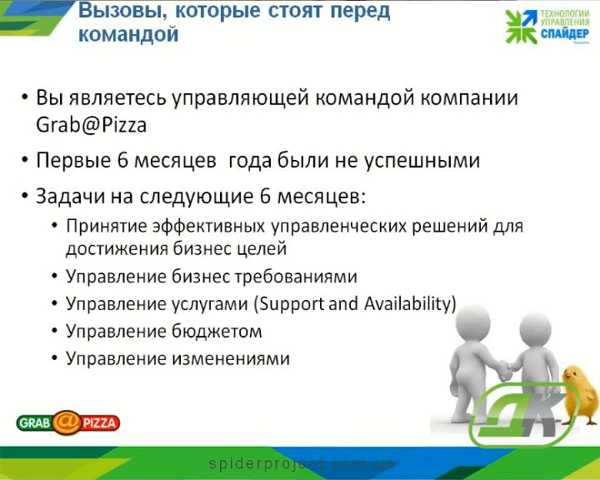 Вызовы, которые стоят перед
командой
ТЕХНОЛОГИИ
УПРАВЛЕНИЯ
СПАЙДЕР
• Вы являетесь управляющей командой компании
Grab@Pizza
• Первые 6 месяцев года были не успешными
• Задачи на следующие 6 месяцев:
• Принятие эффективных управленческих решений для
достижения бизнес целей
• Управление бизнес требованиями
• Управление услугами (Support and Availability)
• Управление бюджетом
• Управление изменениями
ДК
GRAB @ PIZZA
spiderproject.com.ua